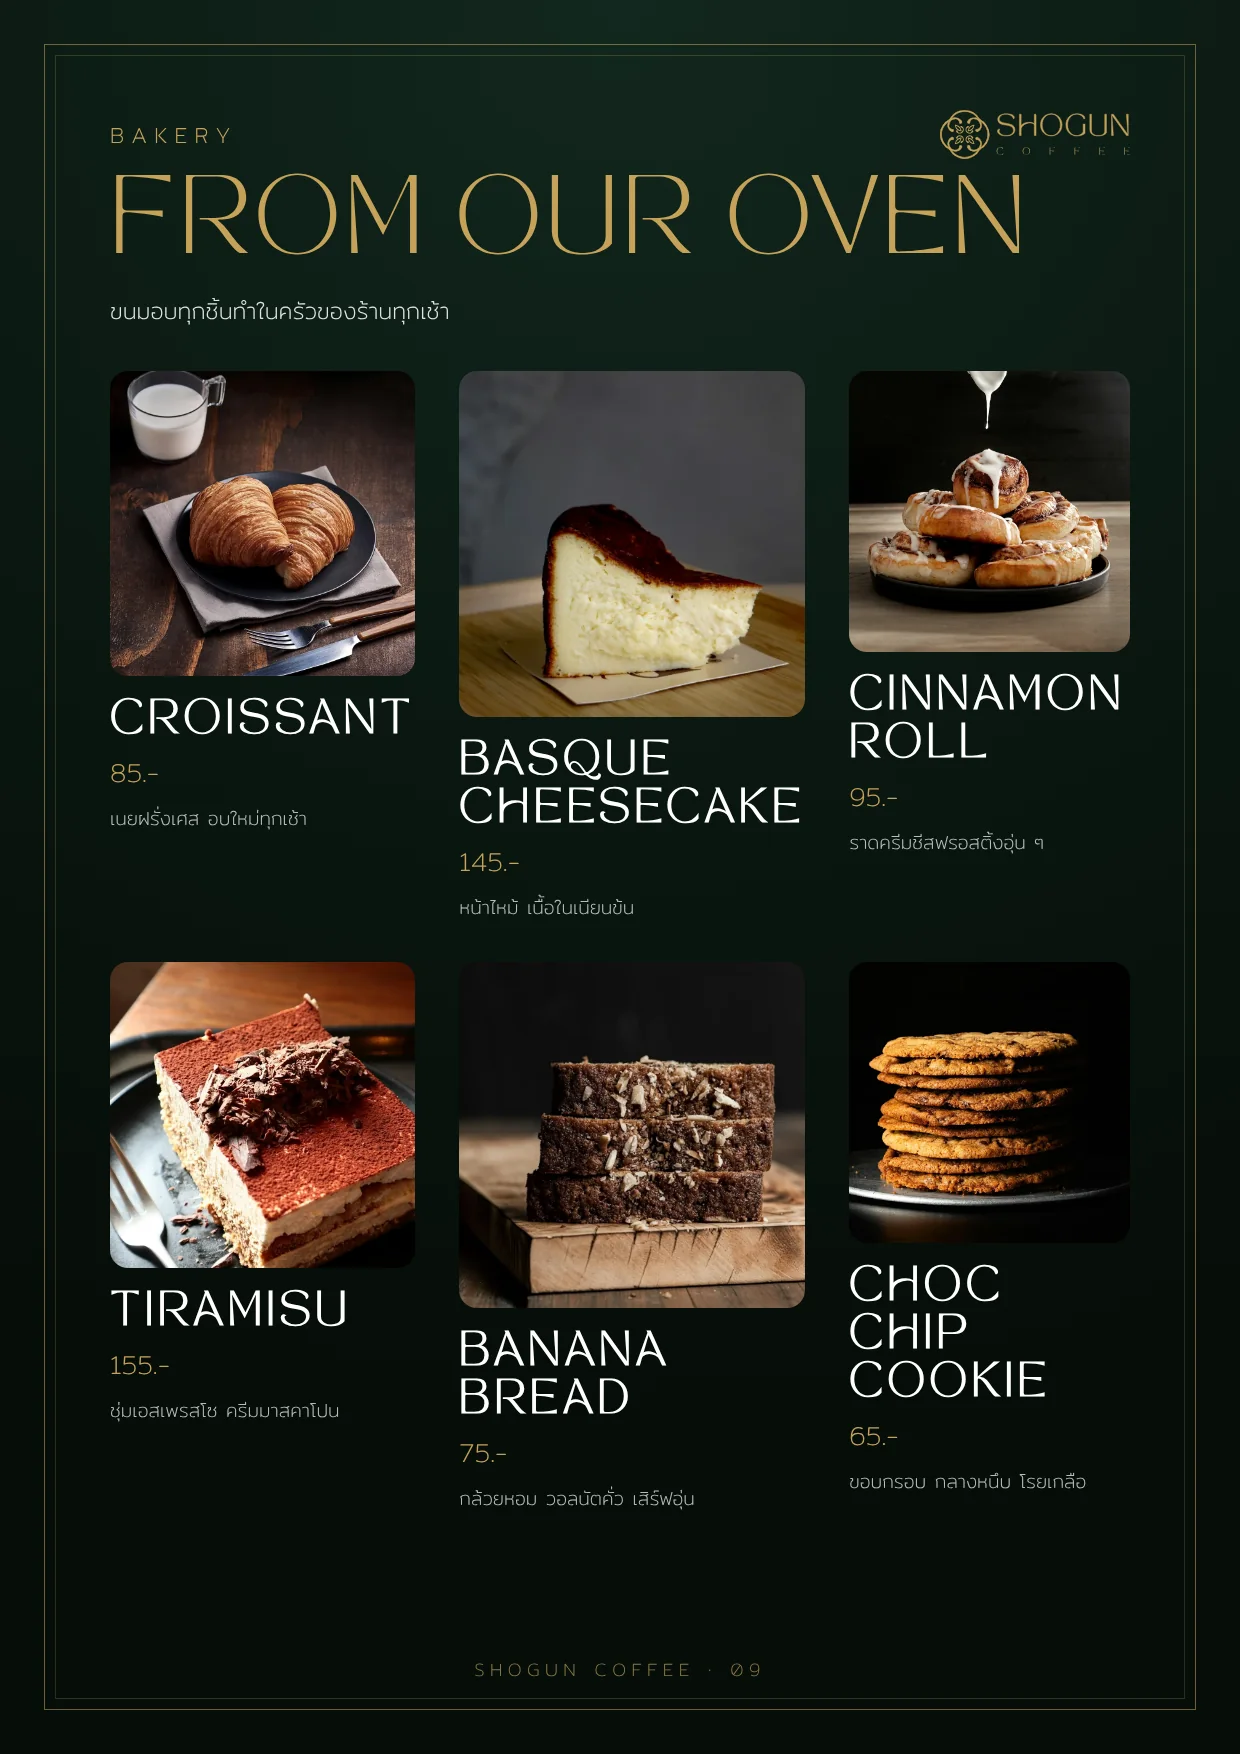 BAKERY
SHOGUN
COFFEE
FROM OUR OVEN
ขนมอบทุกชิ้นทำในครัวของร้านทุกเช้า
CROISSANT
85.-
เนยฝรั่งเศส อบใหม่ทุกเช้า
BASQUE
CHEESECAKE
145.-
หน้าไหม้ เนื้อในเนียนข้น
CINNAMON
ROLL
95.-
ราดครีมชีสฟรอสติ้งอุ่น ๆ
TIRAMISU
155.-
ชุ่มเอสเพรสโซ ครีมมาสคาโปน
BANANA
BREAD
75.-
กล้วยหอม วอลนัตคั่ว เสิร์ฟอุ่น
CHOC
CHIP
COOKIE
65.-
ขอบกรอบ กลางหนึบ โรยเกลือ
SHOGUN COFFEE · 09